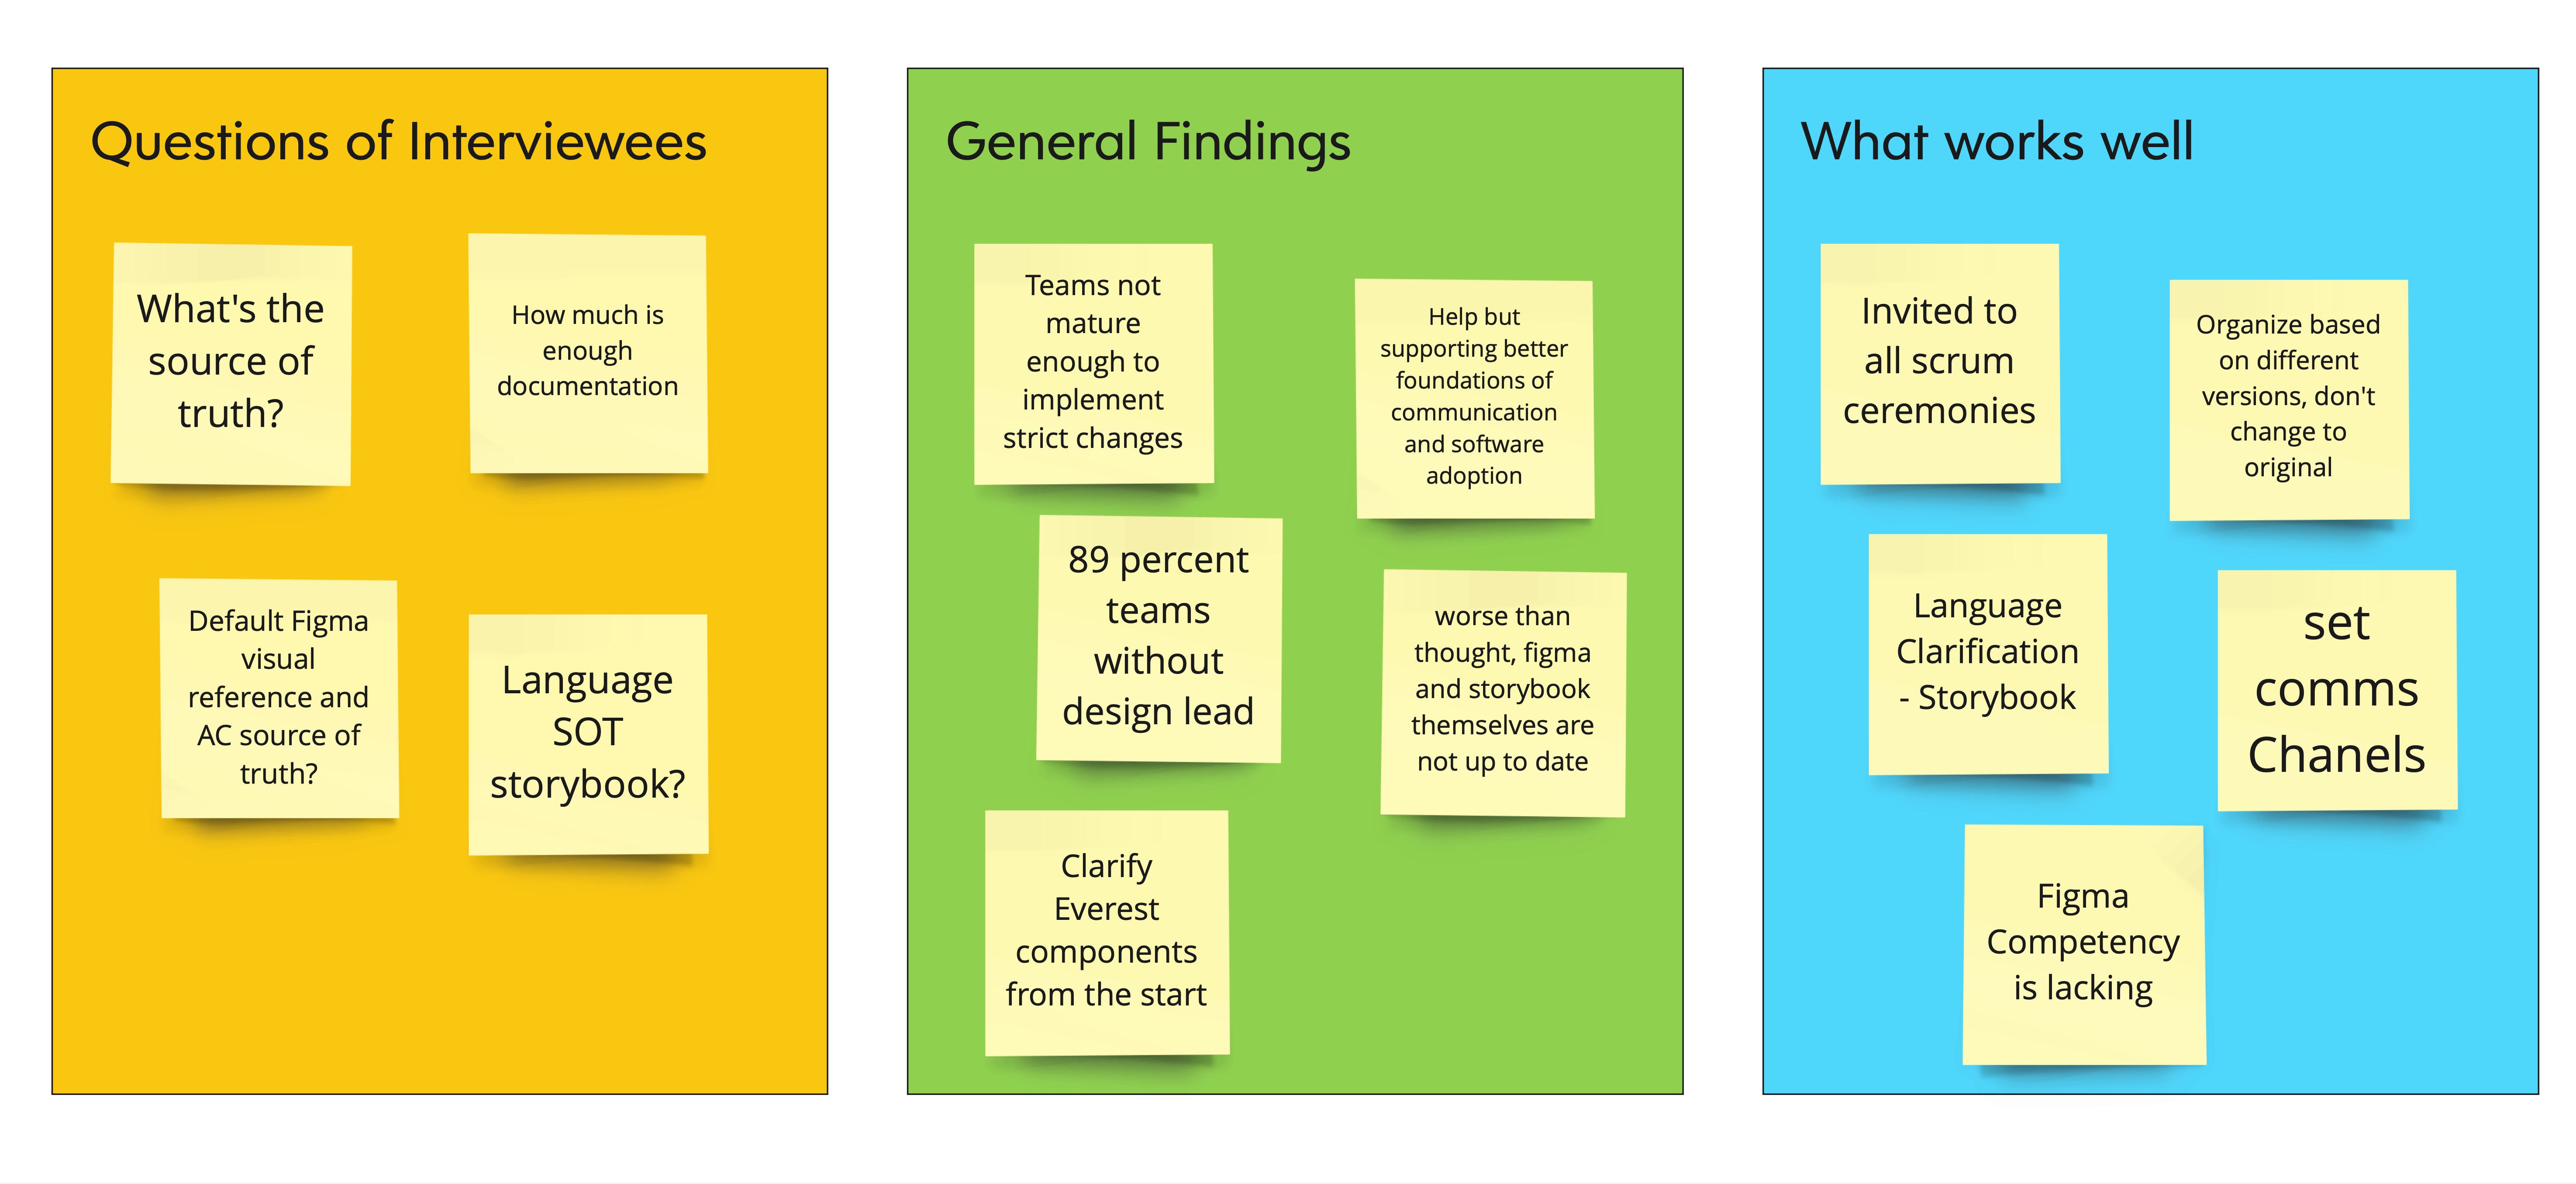 Questions of Interviewees
What's the
source of
truth?
How much is
enough
documentation
Default Figma
visual
reference and
AC source of
truth?
Language
SOT
storybook?
General Findings
Teams not
mature
enough to
implement
strict changes
Help but
supporting better
foundations of
communication
and software
adoption
89 percent
teams
without
design lead
worse than
thought, figma
and storybook
themselves are
not up to date
Clarify
Everest
components
from the start
What works well
Invited to
all scrum
ceremonies
Organize based
on different
versions, don't
change to
original
Language
Clarification
- Storybook
set
comms
Chanels
Figma
Competency
is lacking